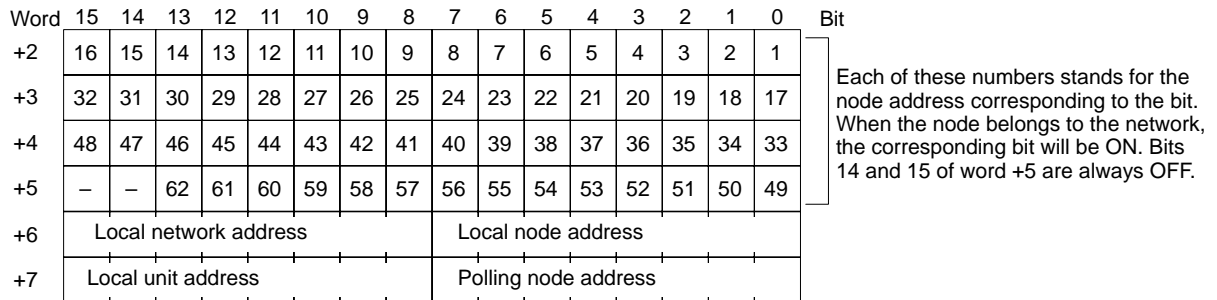 Word 15 14 13 12 11 10 9 8 7 6 5 4 3 2 1 0 Bit
+2 16 15 14 13 12 11 10 9 8 7 6 5 4 3 2 1
+3 32 31 30 29 28 27 26 25 24 23 22 21 20 19 18 17
+4 48 47 46 45 44 43 42 41 40 39 38 37 36 35 34 33
+5 – – 62 61 60 59 58 57 56 55 54 53 52 51 50 49
+6 Local network address Local node address
+7 Local unit address Polling node address
Each of these numbers stands for the
node address corresponding to the bit.
When the node belongs to the network,
the corresponding bit will be ON. Bits
14 and 15 of word +5 are always OFF.